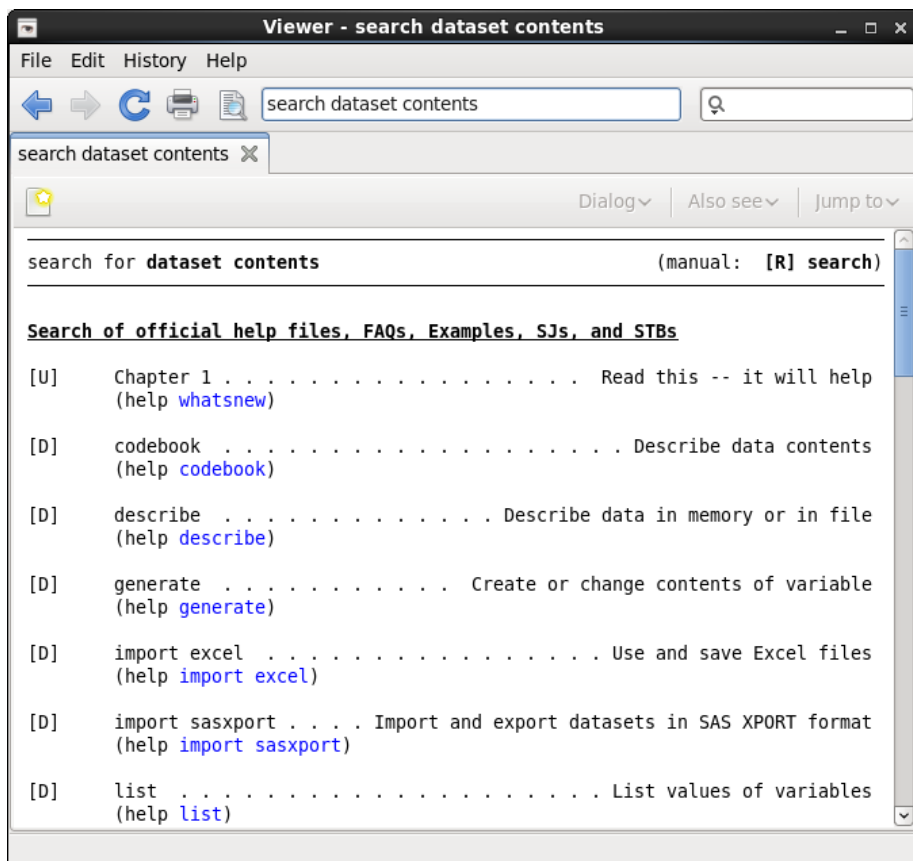 Viewer - search dataset contents
File Edit History Help
search dataset contents
search dataset contents
Dialog Also see Jump to
search for dataset contents (manual: [R] search)
Search of official help files, FAQs, Examples, SJs, and STBs
[U] Chapter 1 . . . . . . . . . . . . . . . . . Read this -- it will help
(help whatsnew)
[D] codebook . . . . . . . . . . . . . . . . . . . Describe data contents
(help codebook)
[D] describe . . . . . . . . . . . . . Describe data in memory or in file
(help describe)
[D] generate . . . . . . . . . . . Create or change contents of variable
(help generate)
[D] import excel . . . . . . . . . . . . . . . . Use and save Excel files
(help import excel)
[D] import sasxport . . . . Import and export datasets in SAS XPORT format
(help import sasxport)
[D] list . . . . . . . . . . . . . . . . . . . . List values of variables
(help list)